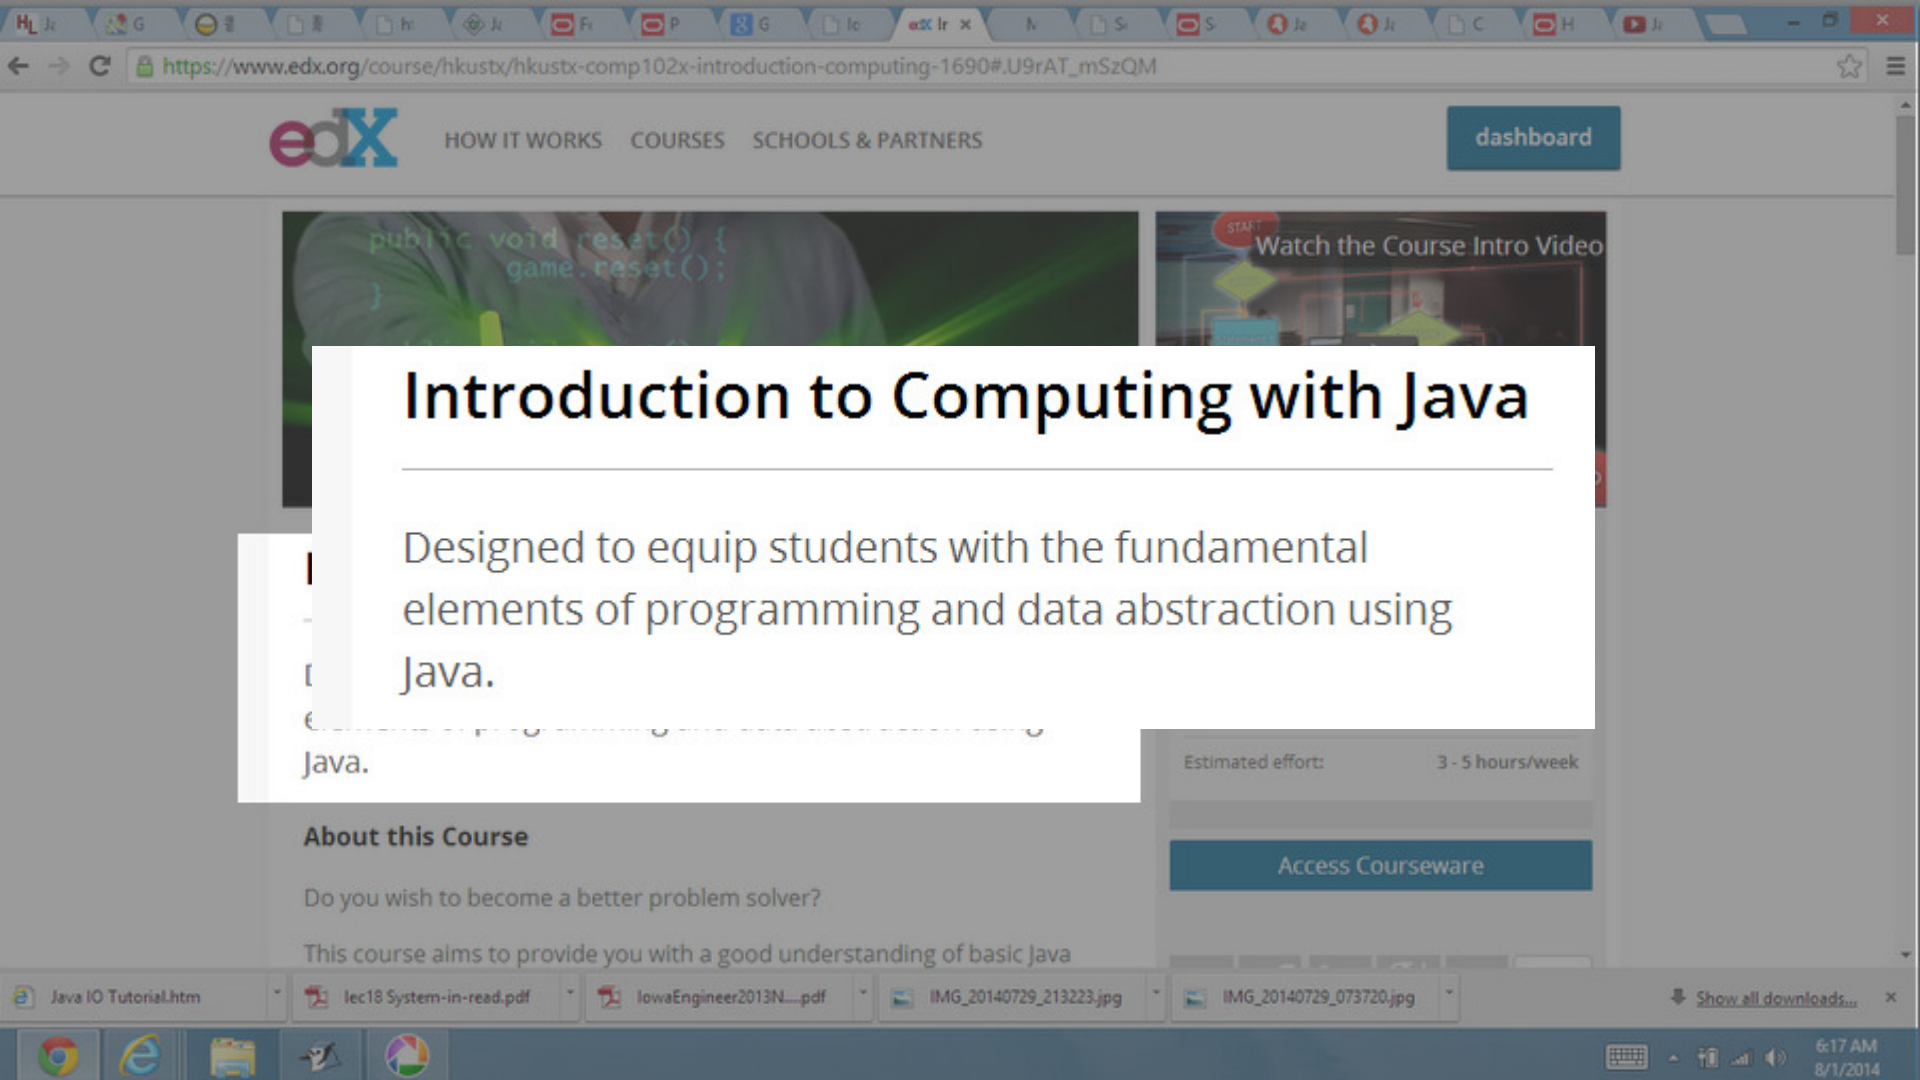 https://www.edx.org/course/hkustx/hkustx-comp102x-introduction-computing-1690#.U9rAT_mSzQM
edX
HOW IT WORKS
COURSES
SCHOOLS & PARTNERS
dashboard
public void reset() {
game.reset();
}
START
Watch the Course Intro Video
Introduction to Computing with Java
Designed to equip students with the fundamental
elements of programming and data abstraction using
Java.
Java.
Estimated effort:
3 - 5 hours/week
About this Course
Access Courseware
Do you wish to become a better problem solver?
This course aims to provide you with a good understanding of basic Java
Java IO Tutorial.htm
lec18 System-in-read.pdf
IowaEngineer2013N....pdf
IMG_20140729_213223.jpg
IMG_20140729_073720.jpg
Show all downloads...
6:17 AM
8/1/2014